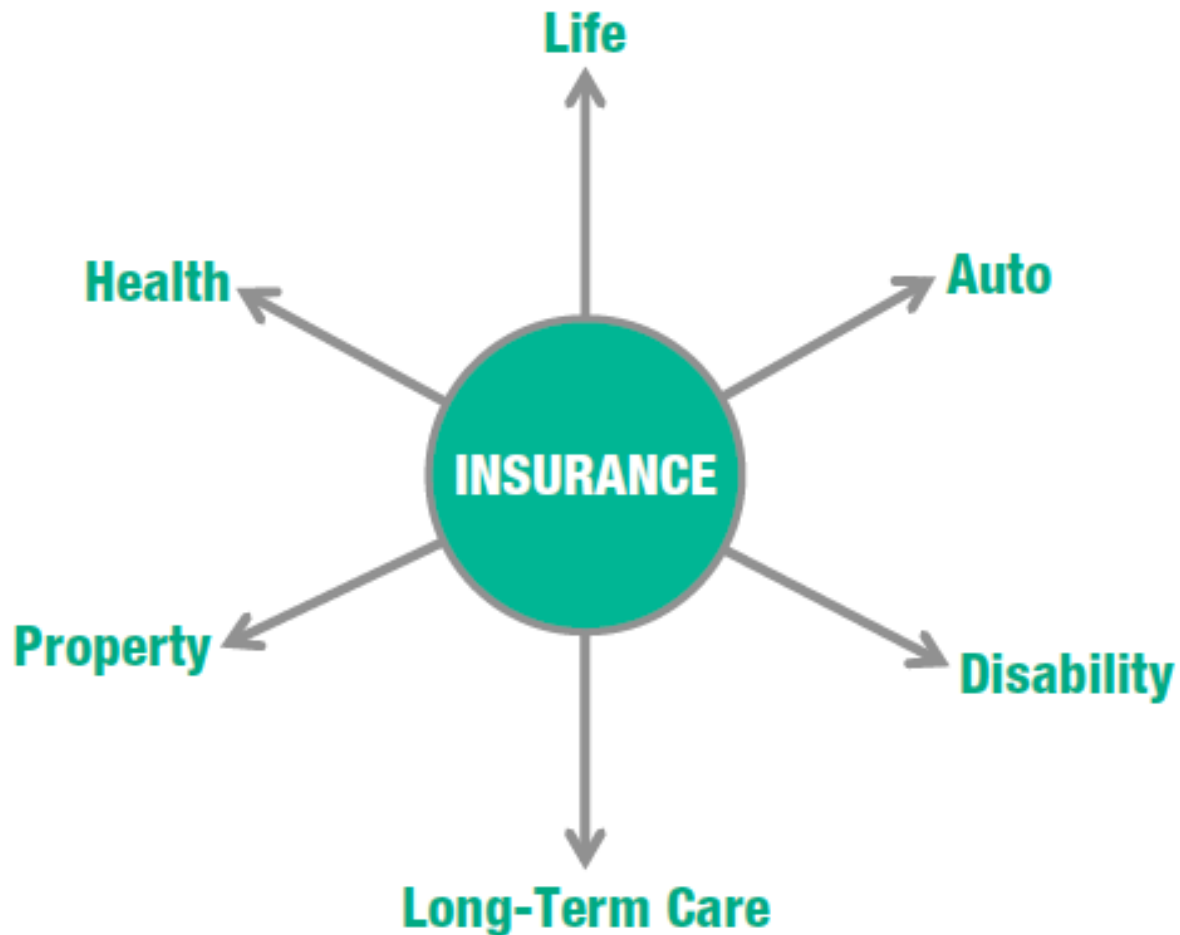 Life
Health
Auto
INSURANCE
Property
Disability
Long-Term Care